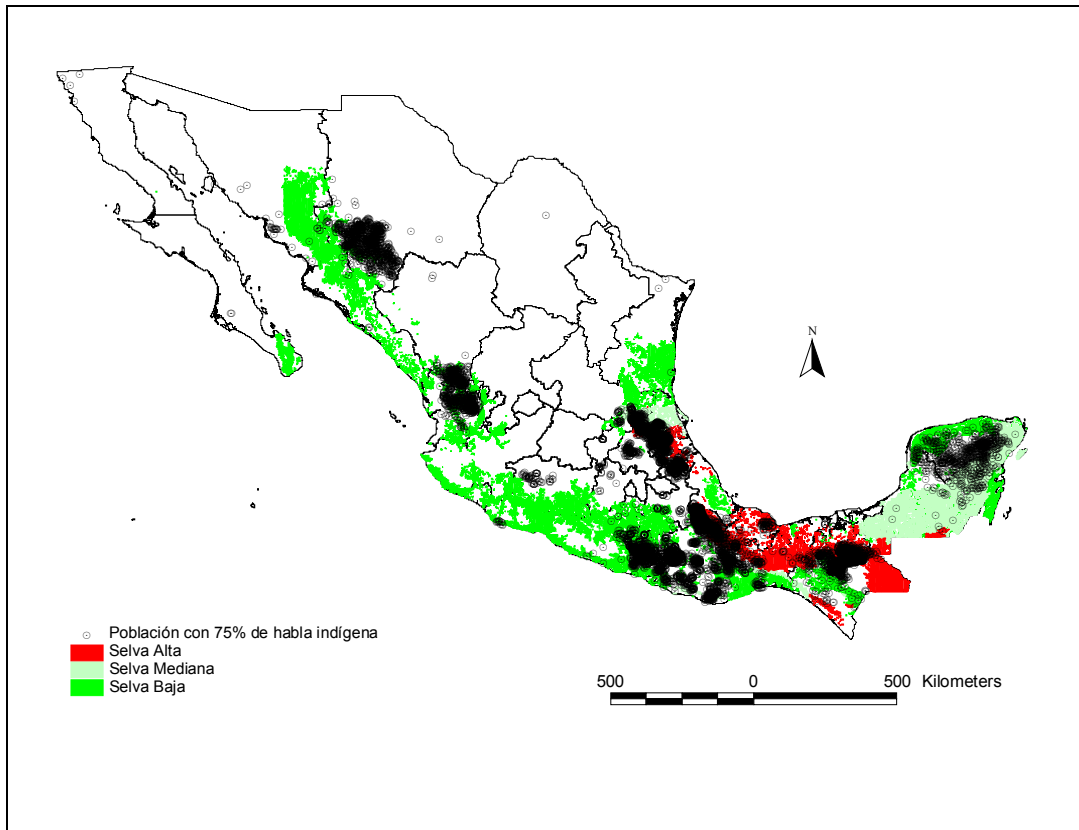 N
Población con 75% de habla indígena
Selva Alta
Selva Mediana
Selva Baja
500 0 500 Kilometers